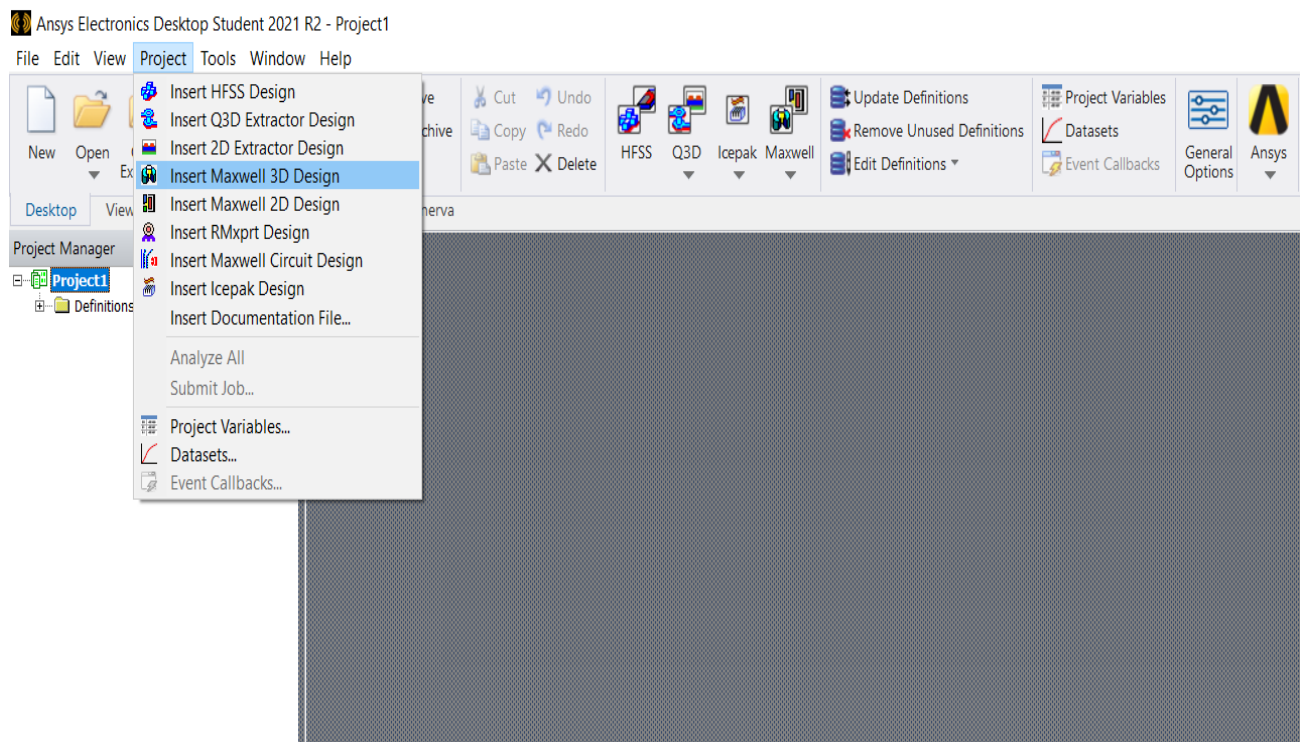 Ansys Electronics Desktop Student 2021 R2 - Project1
File Edit View Project Tools Window Help
New Open
Cut Undo
Copy Redo
Paste Delete
HFSS Q3D Icepak Maxwell
Update Definitions
Remove Unused Definitions
Edit Definitions
Project Variables
Datasets
Event Callbacks
General Options
Ansys
Desktop View
Project Manager
Project1
Definitions
Insert HFSS Design
Insert Q3D Extractor Design
Insert 2D Extractor Design
Insert Maxwell 3D Design
Insert Maxwell 2D Design
Insert RMxprt Design
Insert Maxwell Circuit Design
Insert Icepak Design
Insert Documentation File...
Analyze All
Submit Job...
Project Variables...
Datasets...
Event Callbacks...